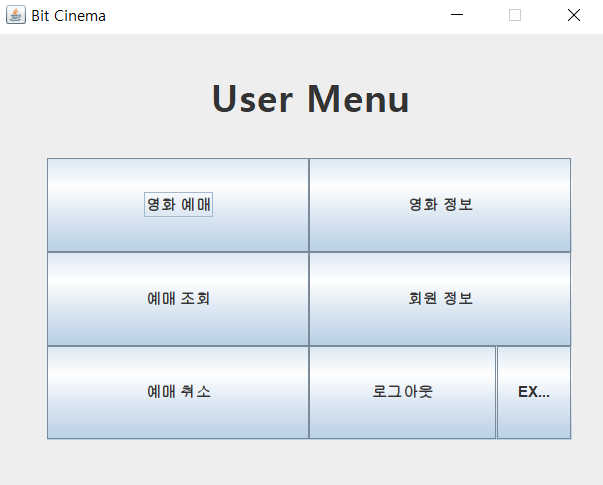 Bit Cinema
User Menu
영화 예매
영화 정보
예매 조회
회원 정보
예매 취소
로그아웃
EX...